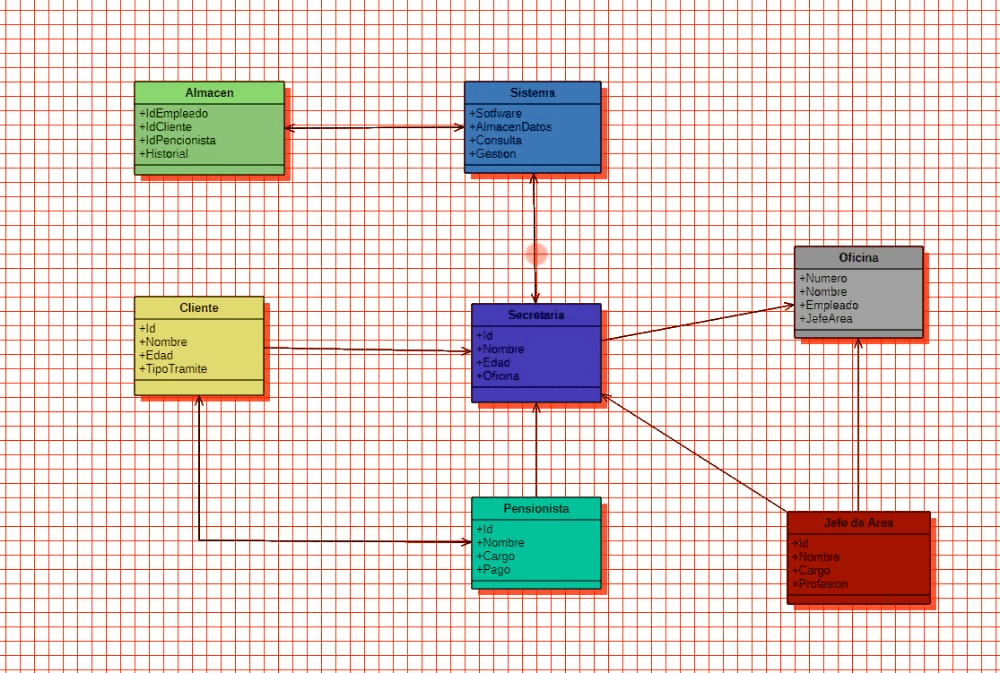 Almacen
+IdEmpleado
+IdCliente
+IdPencionista
+Historial
Sistema
+Sotfware
+AlmacenDatos
+Consulta
+Gestion
Oficina
+Numero
+Nombre
+Empleado
+JefeArea
Cliente
+Id
+Nombre
+Edad
+TipoTramite
Secretaria
+Id
+Nombre
+Edad
+Oficina
Pensionista
+Id
+Nombre
+Cargo
+Pago
Jefe de Area
+Id
+Nombre
+Cargo
+Profesion